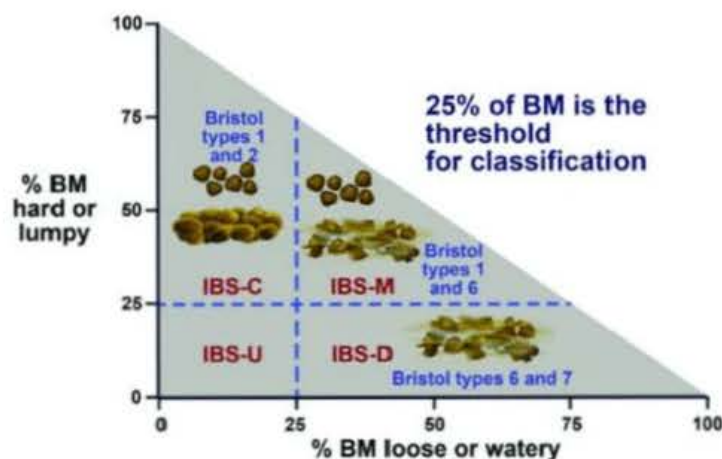 100
75
50
25
0
% BM
hard or
lumpy
Bristol
types 1
and 2
25% of BM is the
threshold
for classification
IBS-C
IBS-M
Bristol
types 1
and 6
IBS-U
IBS-D
Bristol types 6 and 7
0
25
50
75
100
% BM loose or watery